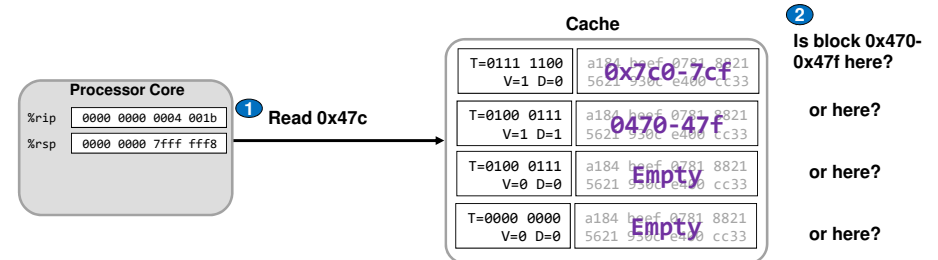 Cache
2
Is block 0x470-
0x47f here?
Processor Core
%rip 0000 0000 0004 001b
%rsp 0000 0000 7fff fff8
1 Read 0x47c
T=0111 1100
V=1 D=0
a184 beef 0781 8821
5621 930c e400 cc33
0x7c0-7cf
T=0100 0111
V=1 D=1
a184 beef 0781 8821
5621 930c e400 cc33
0470-47f
or here?
T=0100 0111
V=0 D=0
a184 beef 0781 8821
5621 930c e400 cc33
Empty
or here?
T=0000 0000
V=0 D=0
a184 beef 0781 8821
5621 930c e400 cc33
Empty
or here?